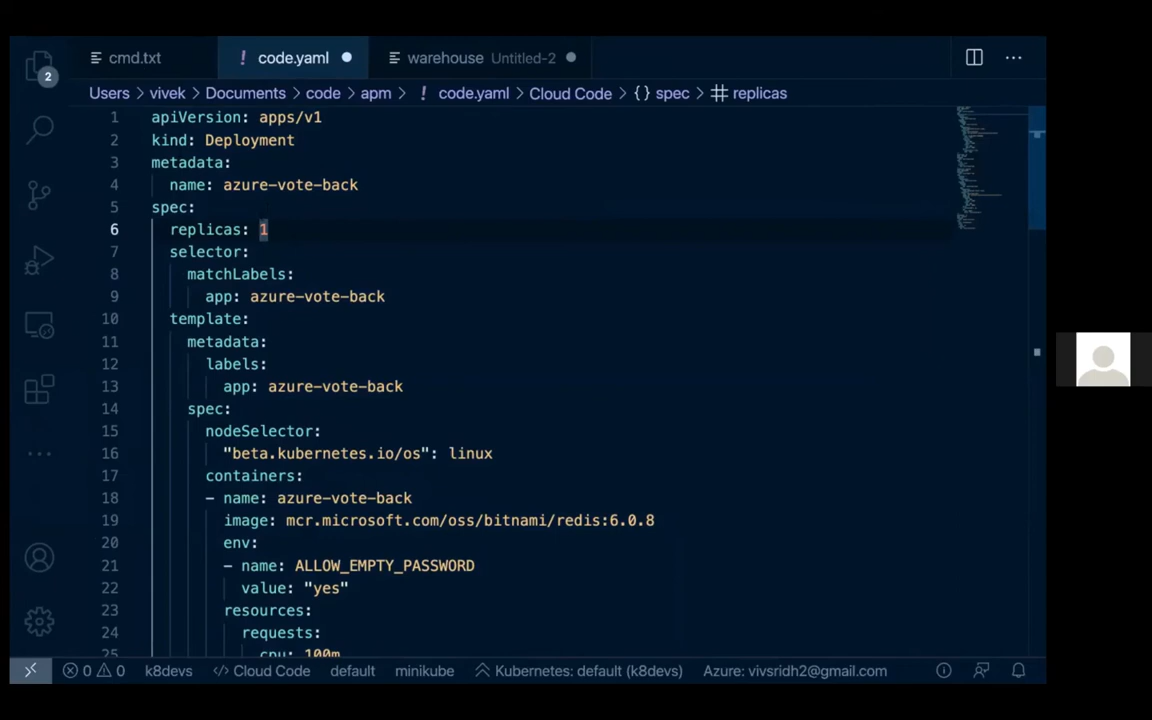 cmd.txt ! code.yaml warehouse Untitled-2
2
Users > vivek > Documents > code > apm > ! code.yaml > Cloud Code > {} spec > replicas
1 apiVersion: apps/v1
2 kind: Deployment
3 metadata:
4 name: azure-vote-back
5 spec:
6 replicas: 1
7 selector:
8 matchLabels:
9 app: azure-vote-back
10 template:
11 metadata:
12 labels:
13 app: azure-vote-back
14 spec:
15 nodeSelector:
16 "beta.kubernetes.io/os": linux
17 containers:
18 - name: azure-vote-back
19 image: mcr.microsoft.com/oss/bitnami/redis:6.0.8
20 env:
21 - name: ALLOW_EMPTY_PASSWORD
22 value: "yes"
23 resources:
24 requests:
25 cpu: 100m
0 0 k8devs </> Cloud Code default minikube Kubernetes: default (k8devs) Azure: vivsridh2@gmail.com